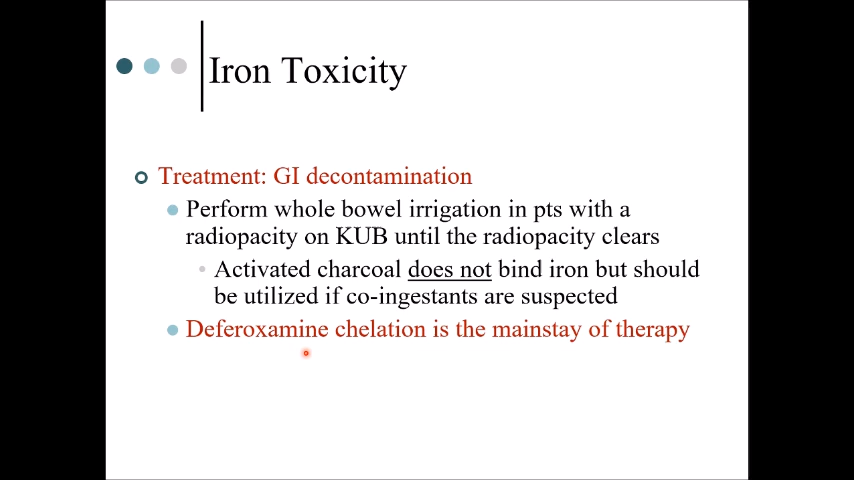 Iron Toxicity
Treatment: GI decontamination
Perform whole bowel irrigation in pts with a
radiopacity on KUB until the radiopacity clears
Activated charcoal does not bind iron but should
be utilized if co-ingestants are suspected
Deferoxamine chelation is the mainstay of therapy